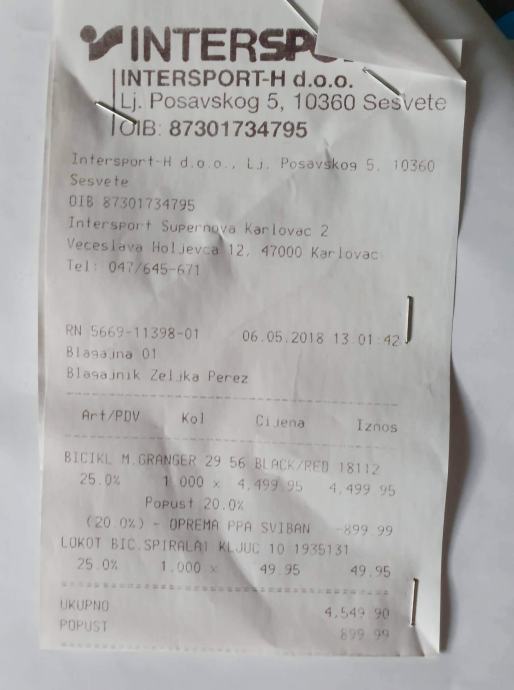 INTERSPO
INTERSPORT-H d.o.o.
Lj. Posavskog 5, 10360 Sesvete
OIB: 87301734795
Intersport-H d.o.o., Lj. Posavskog 5, 10360
Sesvete
OIB 87301734795
Intersport Supernova Karlovac 2
Veceslava Holjevca 12, 47000 Karlovac
Tel: 047/645-671
RN 5669-11398-01 06.05.2018 13:01:42
Blagajna 01
Blagajnik Zeljka Perez
Art/PDV Kol Cijena Iznos
BICIKL M.GRANGER 29 56 BLACK/RED 18112
25.0% 1.000 x 4,499.95 4,499.95
Popust 20.0%
(20.0%) - OPREMA PPA SVIBAN -899.99
LOKOT BIC.SPIRALA1 KLJUC 10 1935131
25.0% 1.000 x 49.95 49.95
UKUPNO 4,549.90
POPUST 899.99